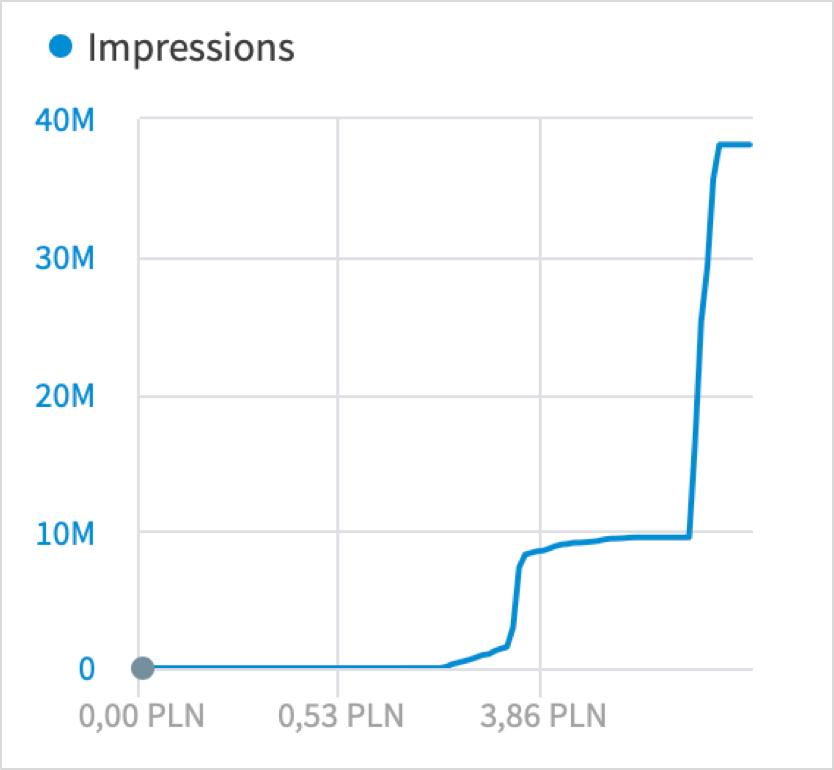 Impressions
40M
30M
20M
10M
0
0,00 PLN 0,53 PLN 3,86 PLN